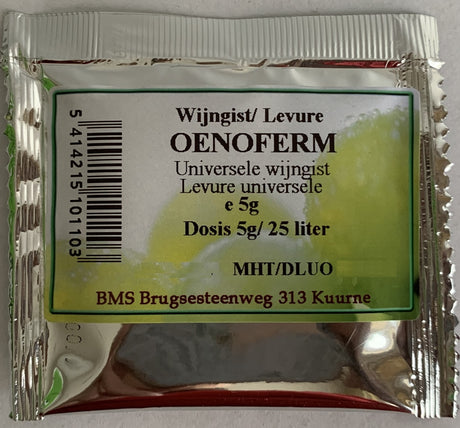 Wijngist/ Levure
OENOFERM
Universele wijngist
Levure universele
e 5g
Dosis 5g/ 25 liter
MHT/DLUO
BMS Brugsesteenweg 313 Kuurne
5 414215 101103